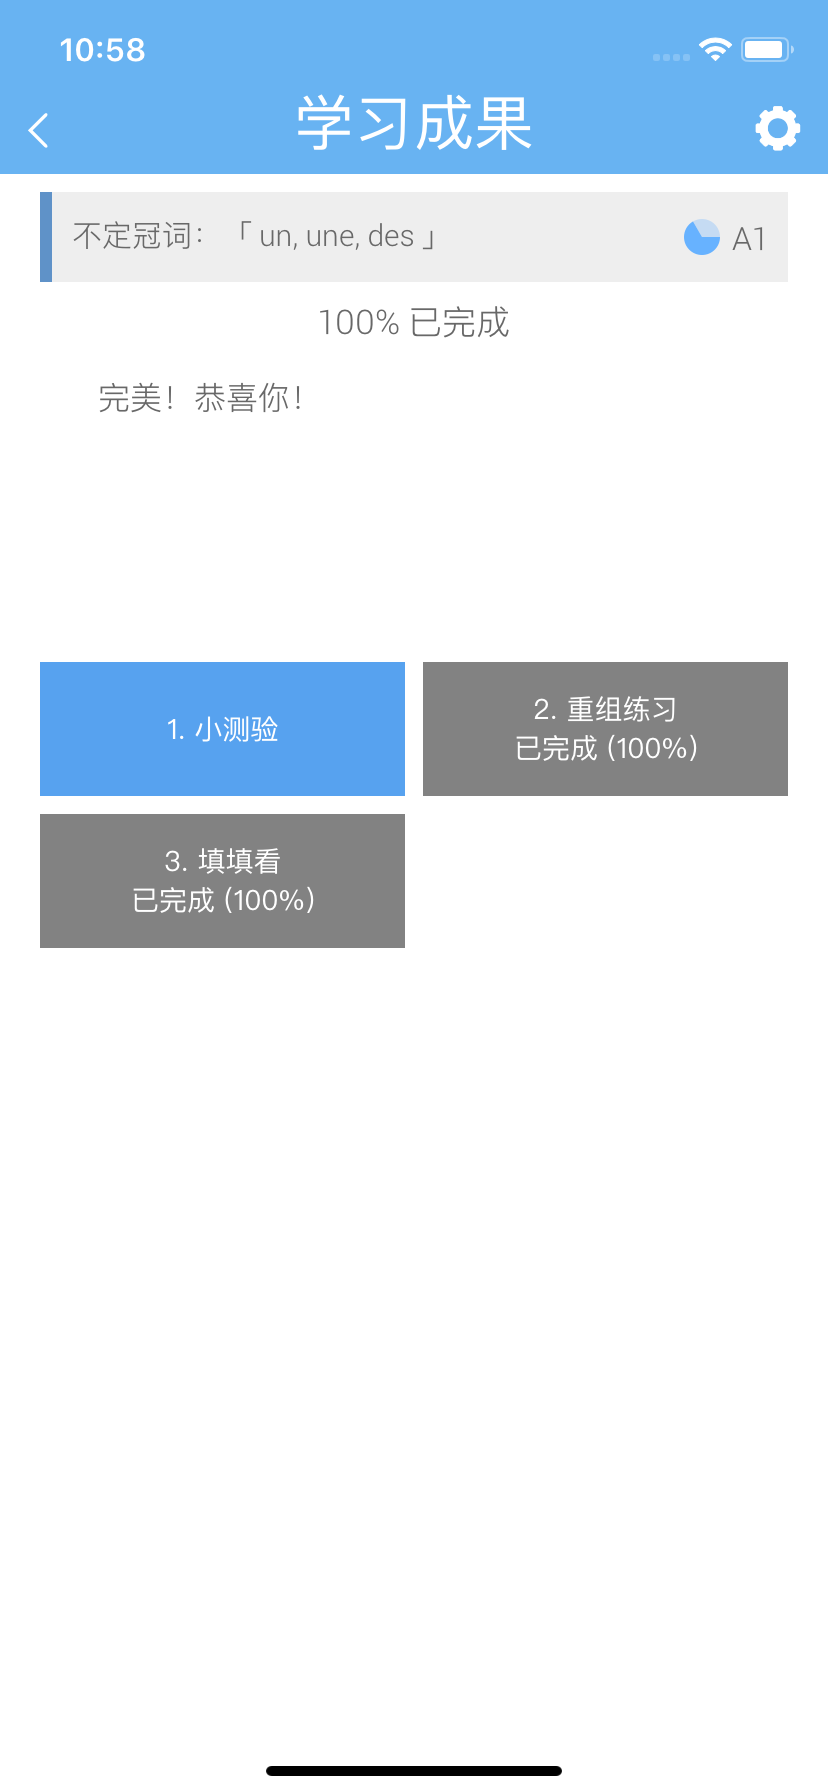 10:58
学习成果
不定冠词：「 un, une, des 」 A1
100% 已完成
完美！恭喜你！
1. 小测验
2. 重组练习
已完成 (100%)
3. 填填看
已完成 (100%)